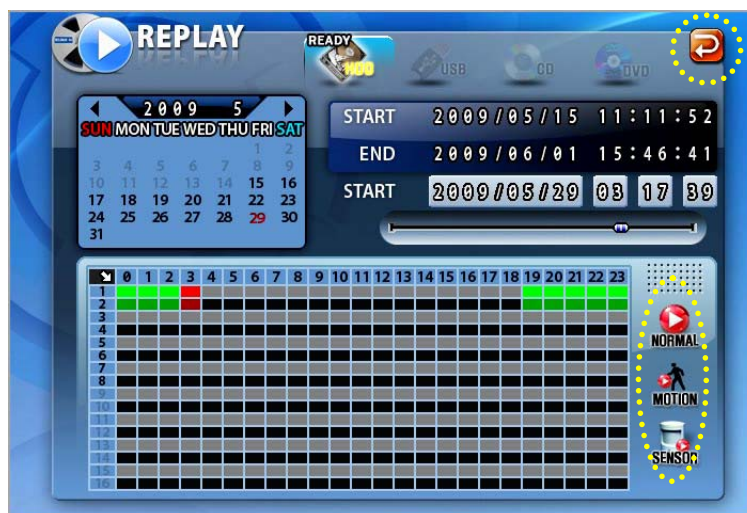 REPLAY
READY
HDD
USB
CD
DVD
2009 5
SUN MON TUE WED THU FRI SAT
1 2
3 4 5 6 7 8 9
10 11 12 13 14 15 16
17 18 19 20 21 22 23
24 25 26 27 28 29 30
31
START 2009/05/15 11:11:52
END 2009/06/01 15:46:41
START 2009/05/29 03 17 39
0 1 2 3 4 5 6 7 8 9 10 11 12 13 14 15 16 17 18 19 20 21 22 23
1
2
3
4
5
6
7
8
9
10
11
12
13
14
15
16
NORMAL
MOTION
SENSOR